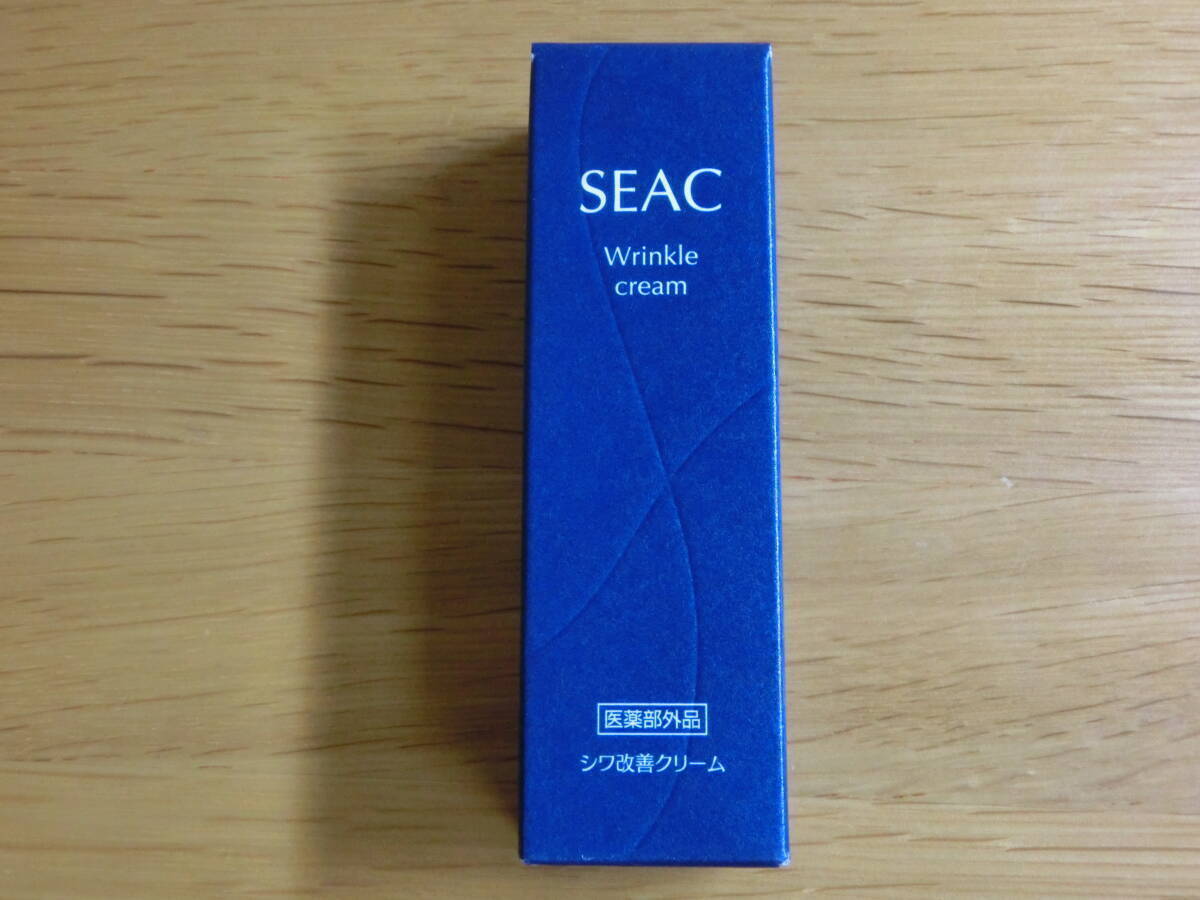 SEAC
Wrinkle
cream
医薬部外品
シワ改善クリーム